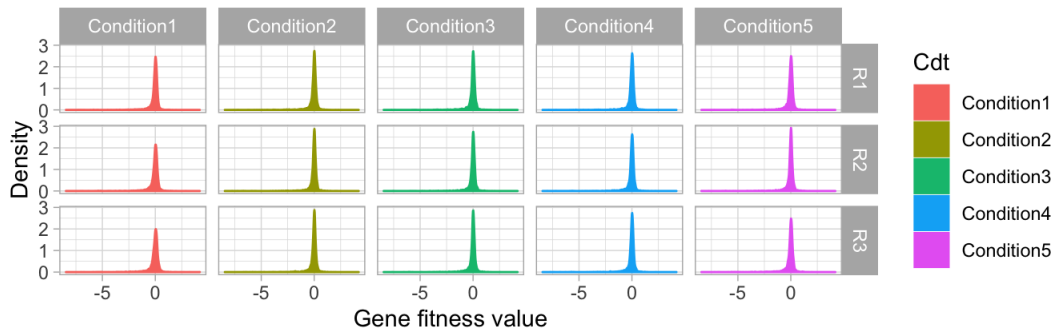 Condition1 Condition2 Condition3 Condition4 Condition5
3
2
1
0
R1
3
2
1
0
R2
3
2
1
0
R3
-5 0 -5 0 -5 0 -5 0 -5 0
Density
Gene fitness value
Cdt
Condition1
Condition2
Condition3
Condition4
Condition5